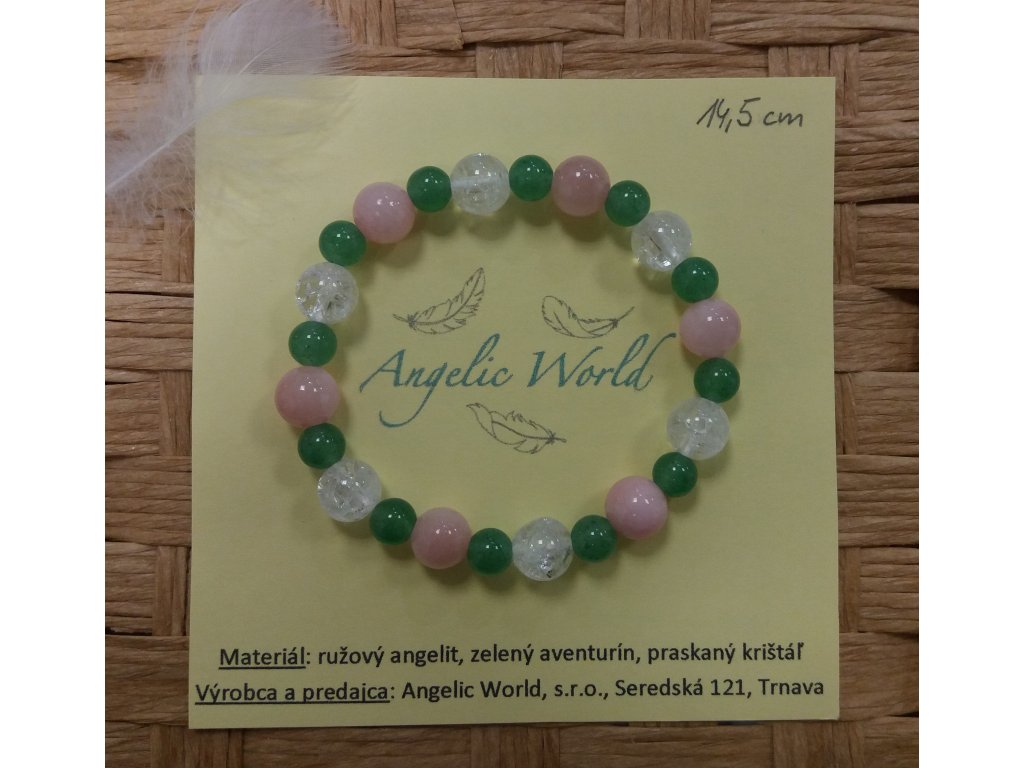 14,5 cm
Angelic World
Materiál: ružový angelit, zelený aventurín, praskaný krištáľ
Výrobca a predajca: Angelic World, s.r.o., Seredská 121, Trnava